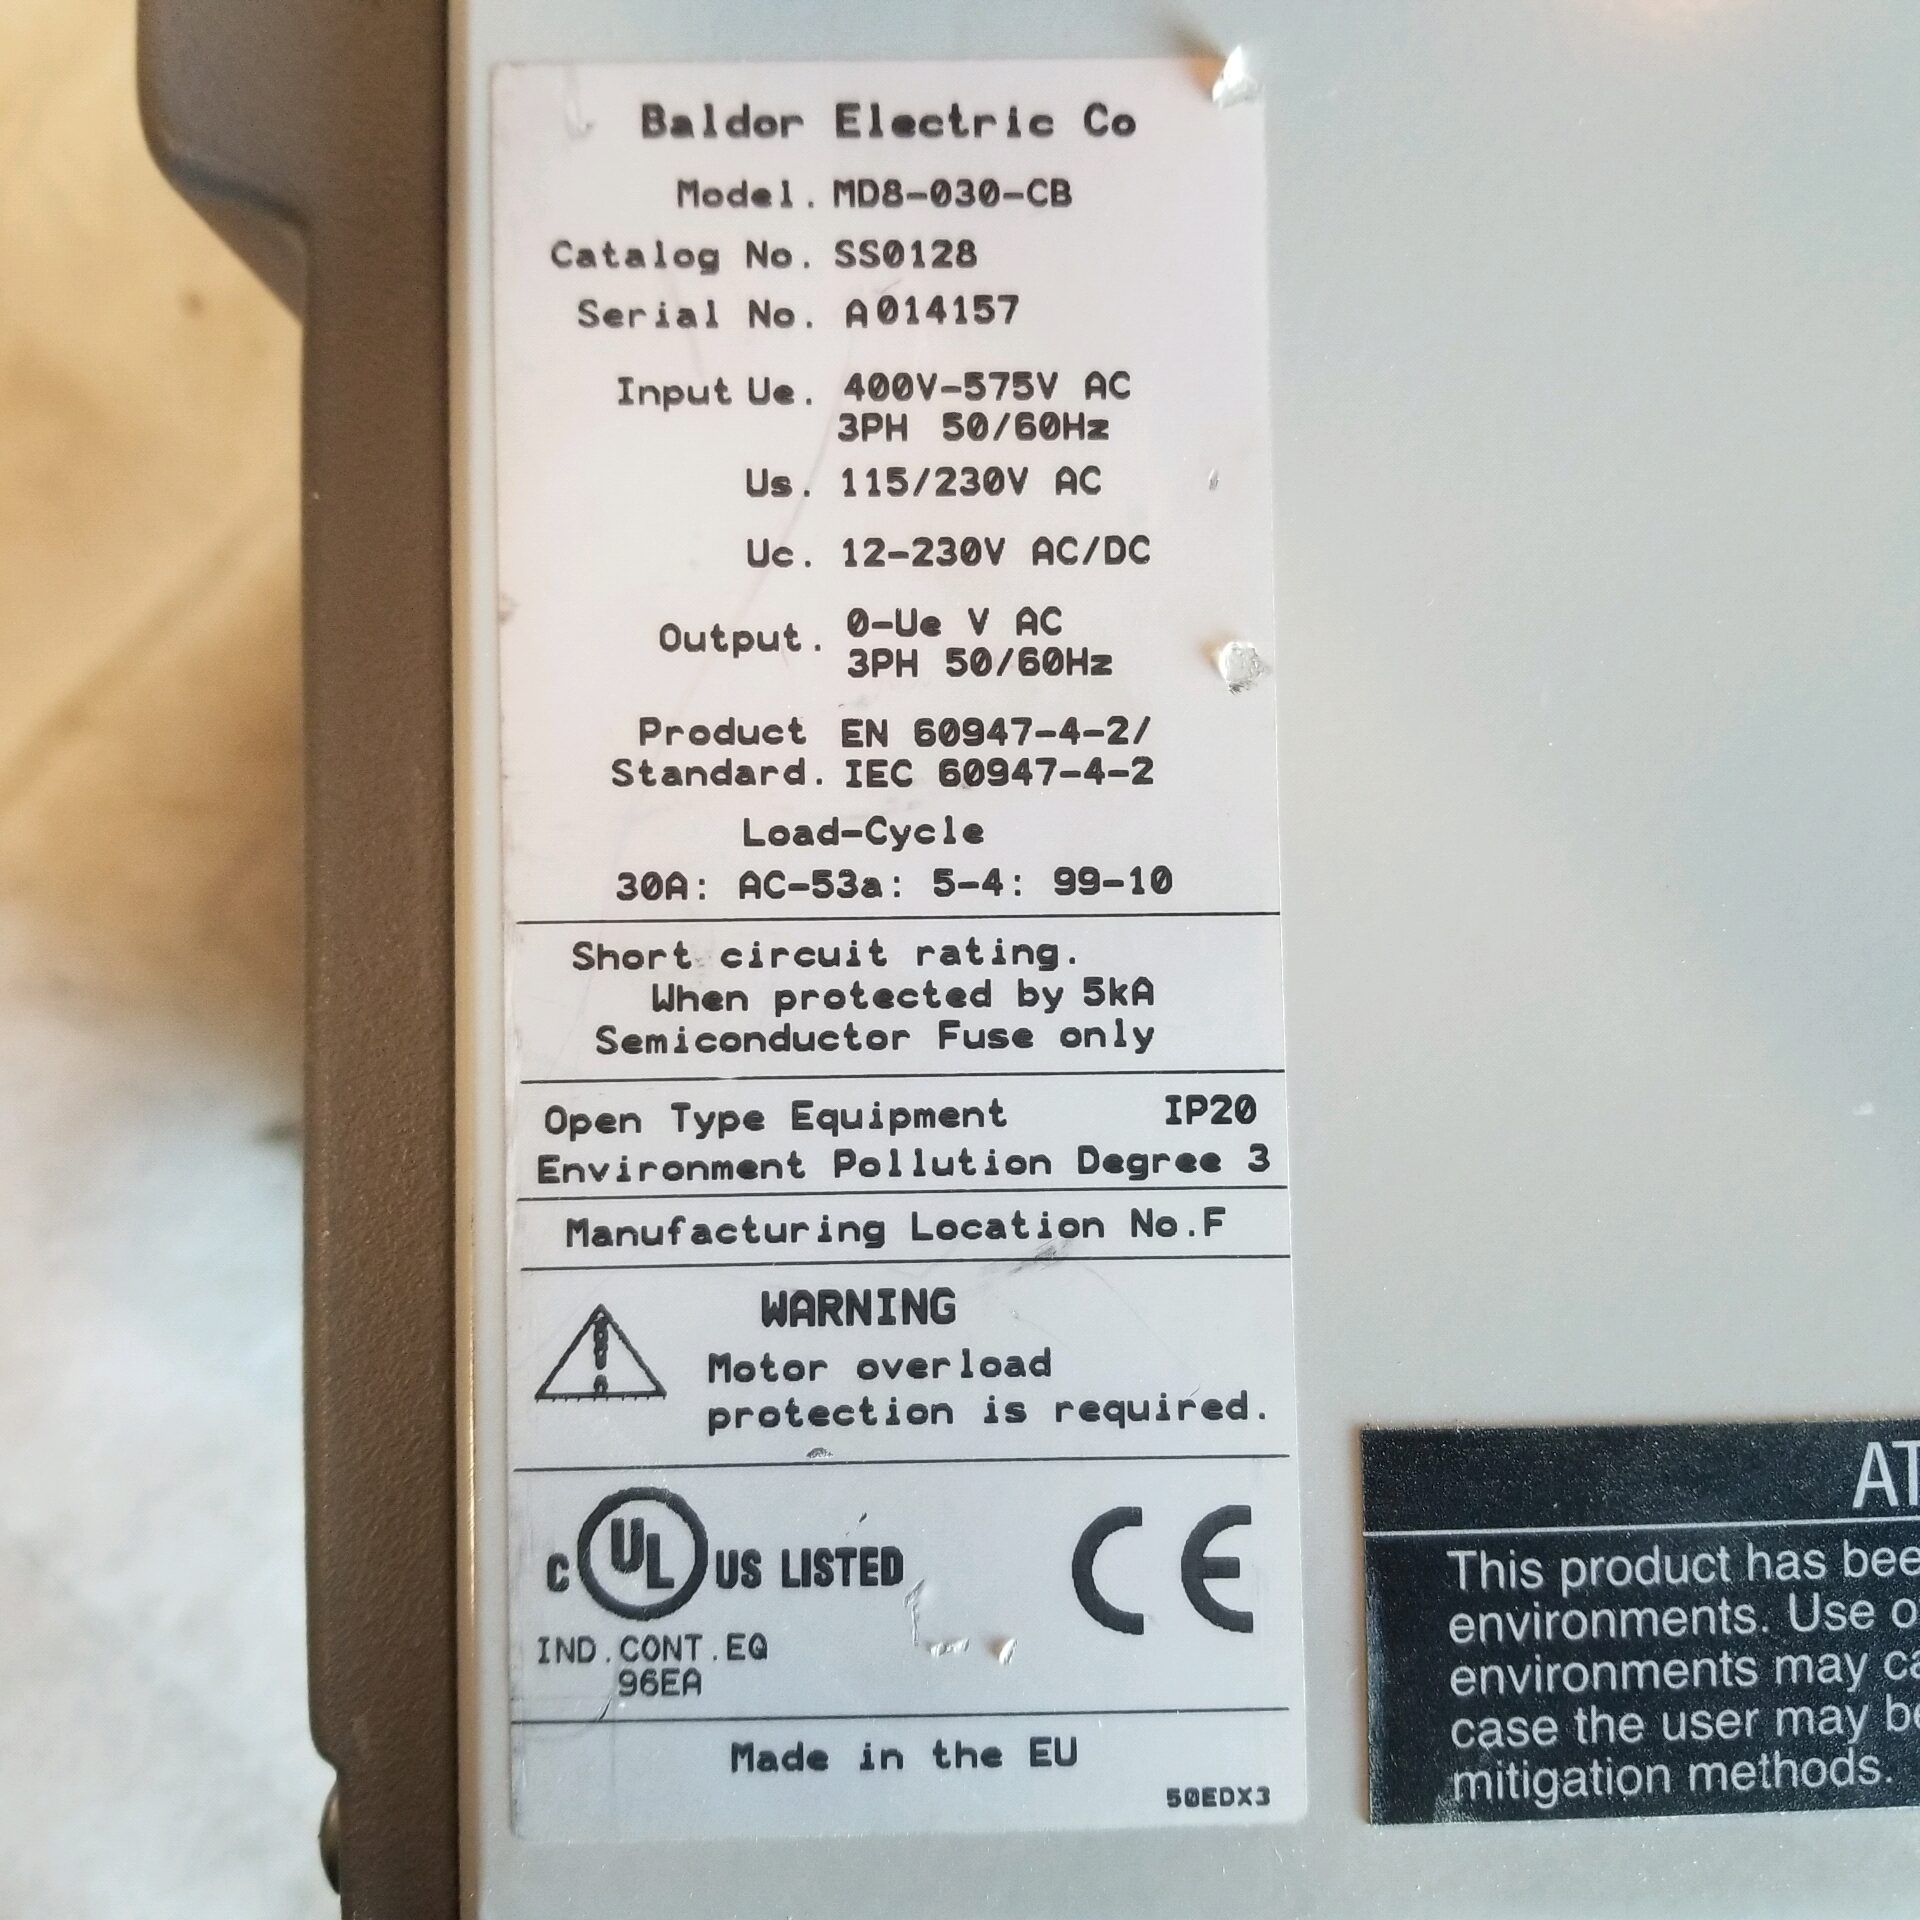 Baldor Electric Co
Model. MD8-030-CB
Catalog No. SS0128
Serial No. A014157
Input Ue. 400V-575V AC
3PH 50/60Hz
Us. 115/230V AC
Uc. 12-230V AC/DC
Output. 0-Ue V AC
3PH 50/60Hz
Product EN 60947-4-2/
Standard. IEC 60947-4-2
Load-Cycle
30A: AC-53a: 5-4: 99-10
Short circuit rating.
When protected by 5kA
Semiconductor Fuse only
Open Type Equipment IP20
Environment Pollution Degree 3
Manufacturing Location No.F
WARNING
Motor overload
protection is required.
C UL US LISTED CE
IND.CONT.EQ
96EA
Made in the EU
50EDX3
AT
This product has bee
environments. Use o
environments may ca
case the user may be
mitigation methods.